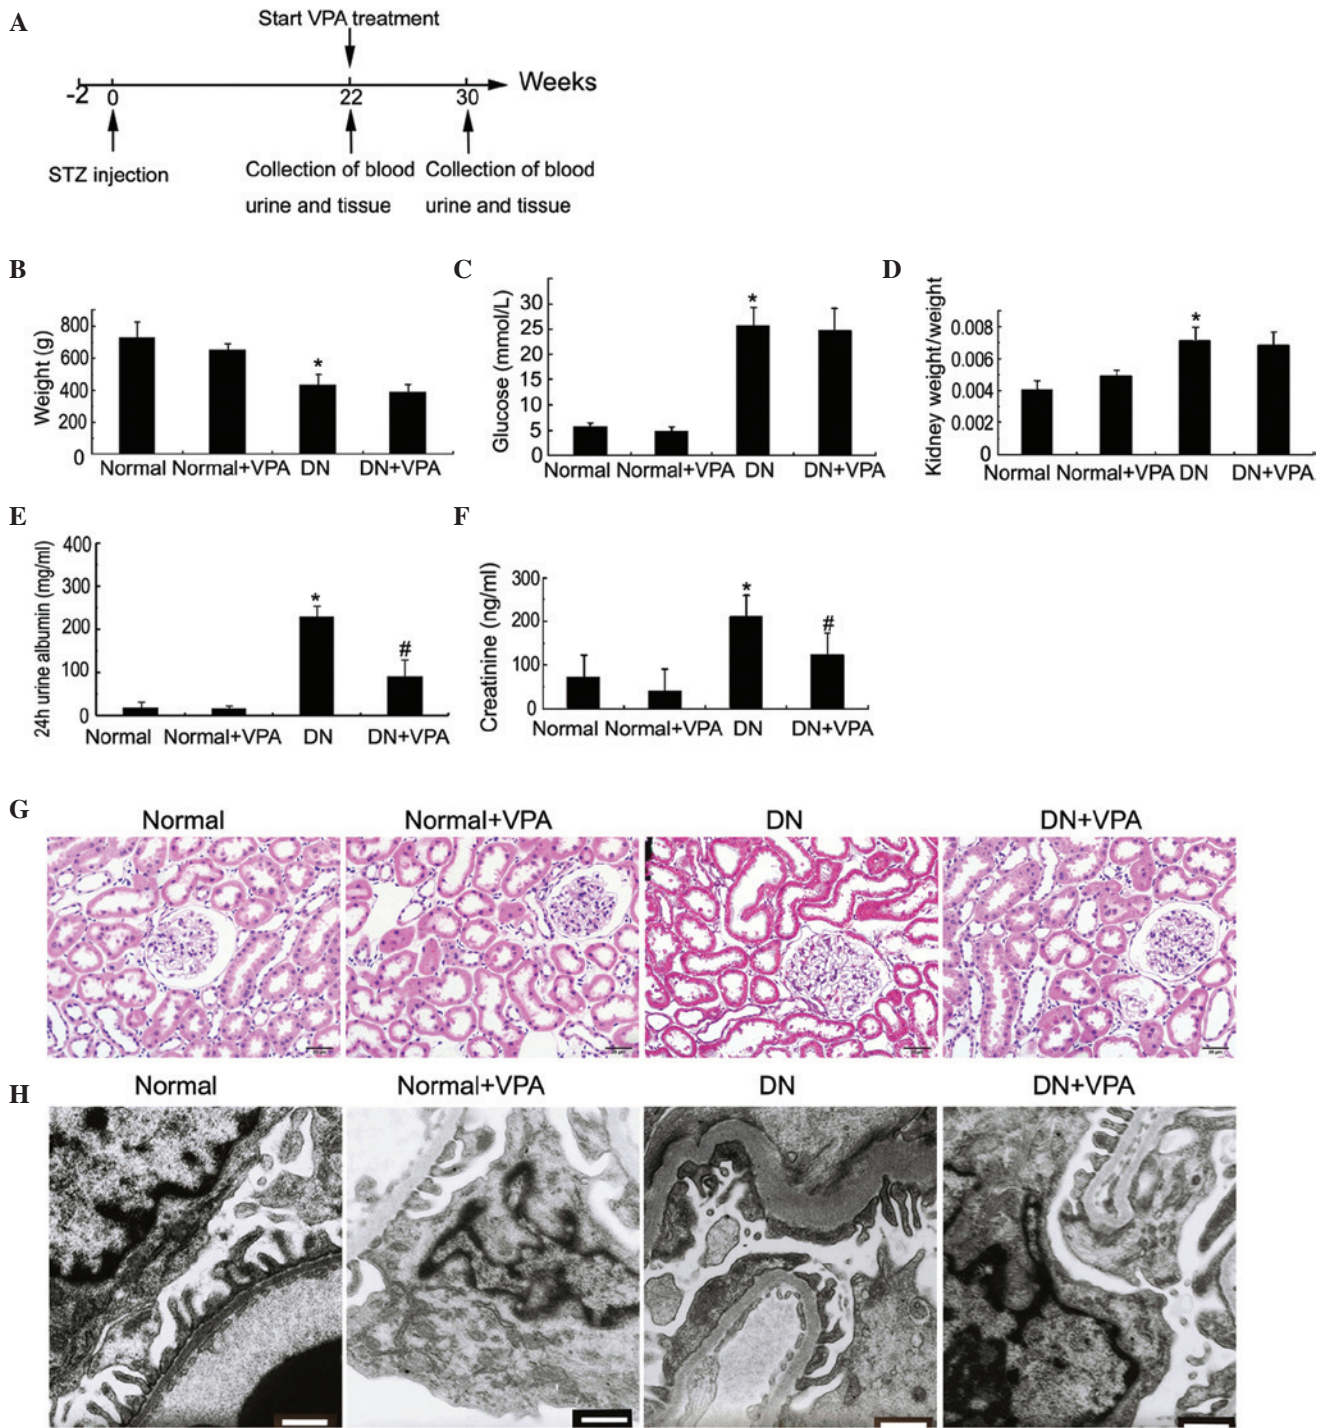 A
Start VPA treatment
-2 0 22 30 Weeks
STZ injection
Collection of blood
urine and tissue
Collection of blood
urine and tissue
B
Weight (g)
800
600
400
200
0
*
Normal Normal+VPA DN DN+VPA
C
Glucose (mmol/L)
30
25
20
15
10
5
0
*
Normal Normal+VPA DN DN+VPA
D
Kidney weight/weight
0.008
0.006
0.004
0.002
0
*
Normal Normal+VPA DN DN+VPA
E
24h urine albumin (mg/ml)
400
300
200
100
0
*
#
Normal Normal+VPA DN DN+VPA
F
Creatinine (ng/ml)
300
200
100
0
*
#
Normal Normal+VPA DN DN+VPA
G
Normal Normal+VPA DN DN+VPA
H
Normal Normal+VPA DN DN+VPA